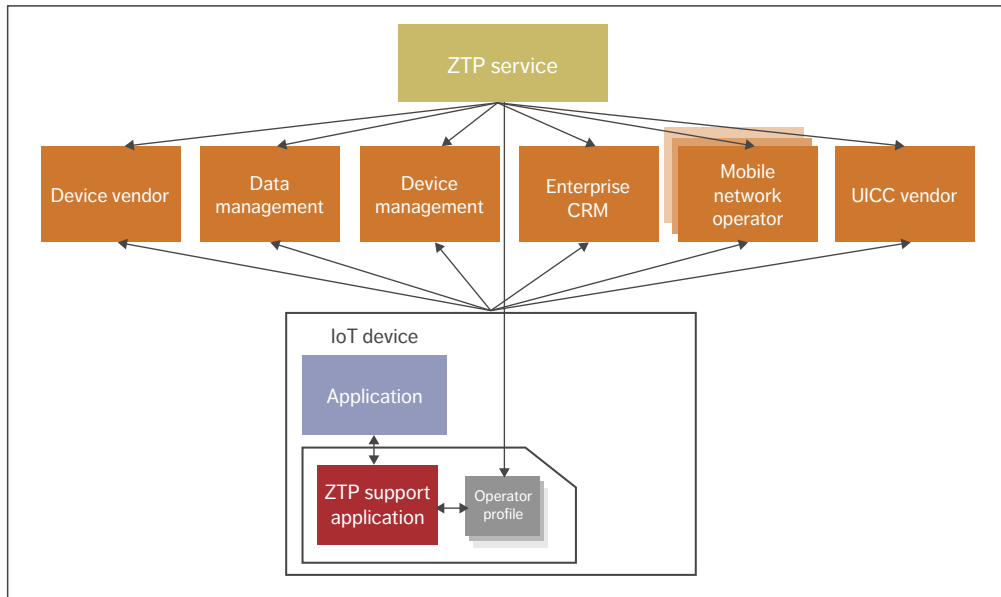 ZTP service
Device vendor
Data
management
Device
management
Enterprise
CRM
Mobile
network
operator
UICC vendor
IoT device
Application
ZTP support
application
Operator
profile